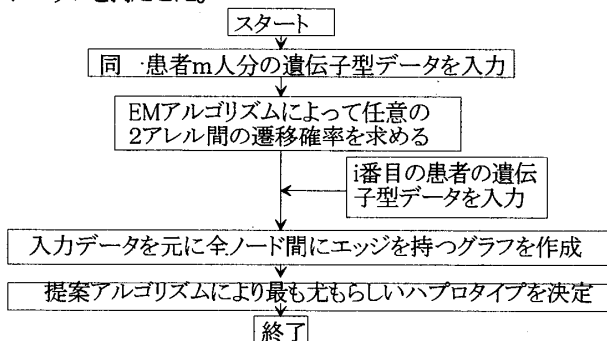 スタート
同一患者m人分の遺伝子型データを入力
EMアルゴリズムによって任意の
2アレル間の遷移確率を求める
i番目の患者の遺伝
子型データを入力
入力データを元に全ノード間にエッジを持つグラフを作成
提案アルゴリズムにより最も尤もらしいハプロタイプを決定
終了